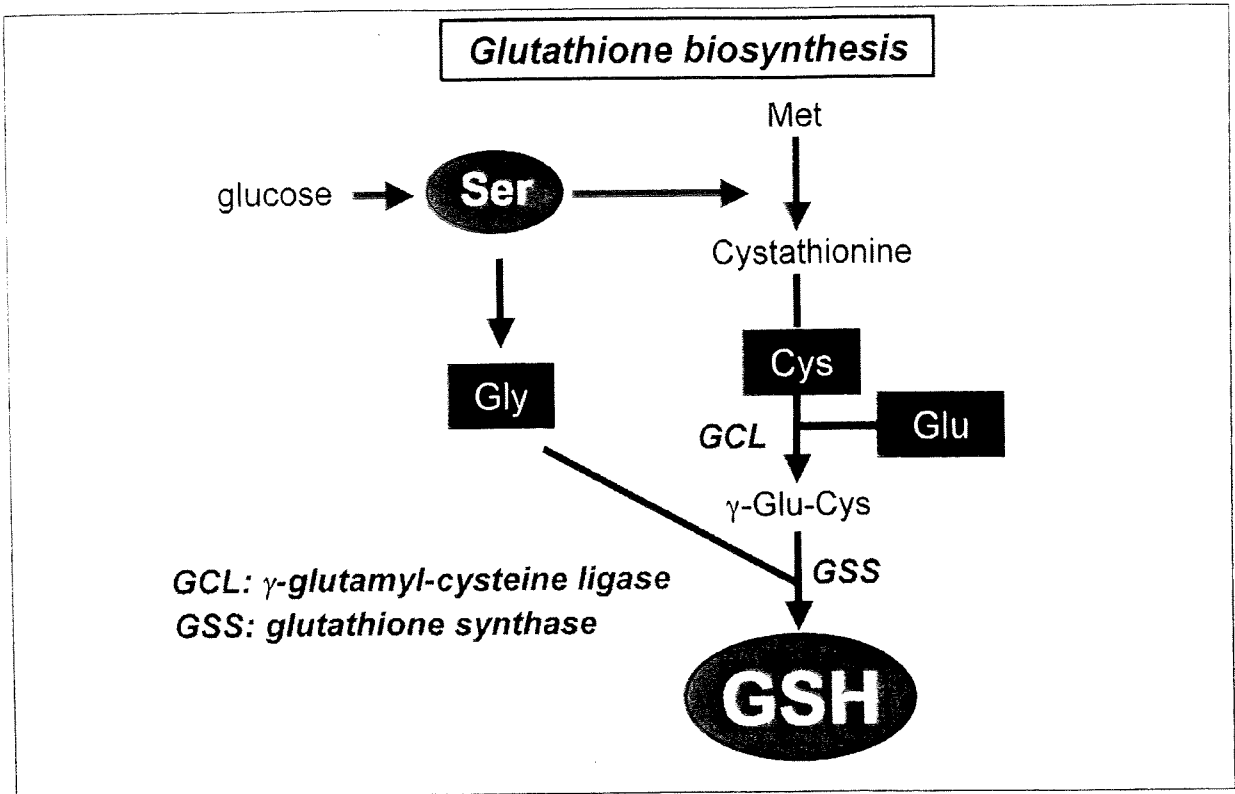 Glutathione biosynthesis
Met
glucose
Ser
Cystathionine
Cys
Gly
Glu
GCL
γ-Glu-Cys
GSS
GCL: γ-glutamyl-cysteine ligase
GSS: glutathione synthase
GSH